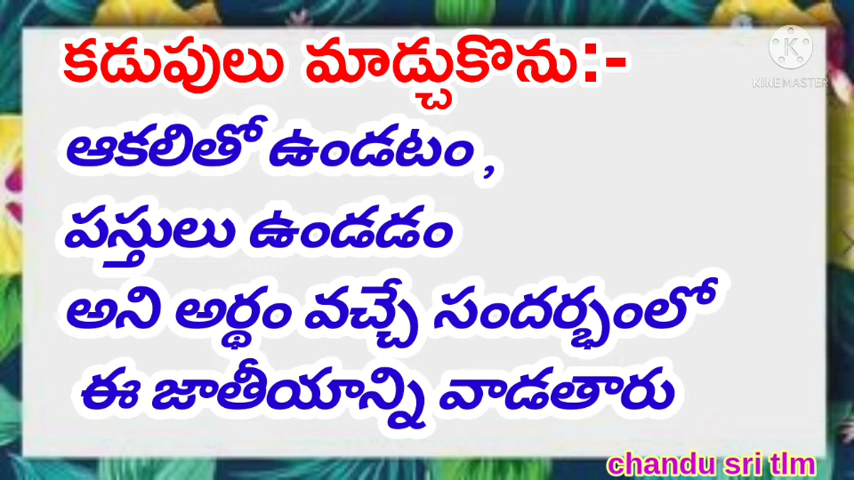 కడుపులు మాడ్చుకొను:-
KINEMASTER
ఆకలితో ఉండటం ,
పస్తులు ఉండడం
అని అర్థం వచ్చే సందర్భంలో
ఈ జాతీయాన్ని వాడతారు
chandu sri tlm